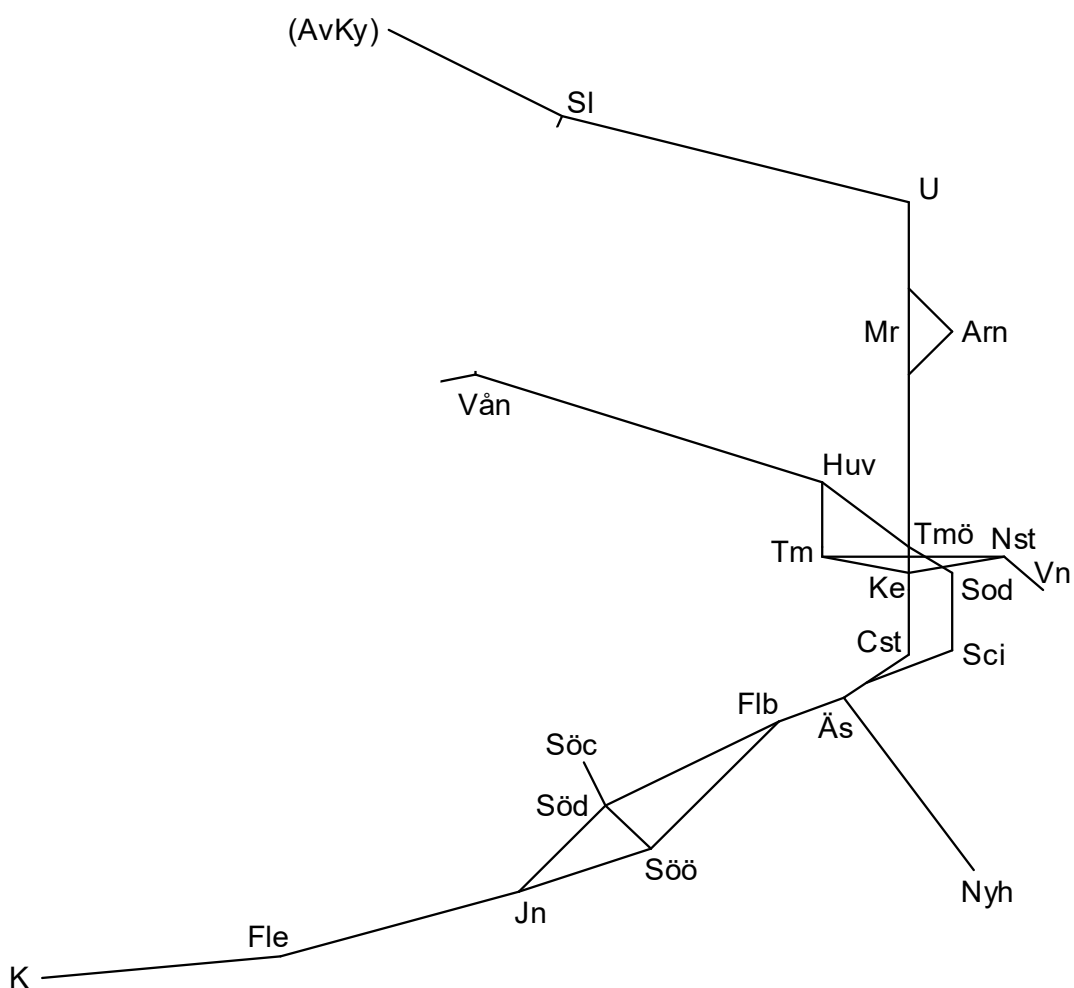 (AvKy)
Sl
U
Mr
Arn
Vån
Huv
Tmö
Nst
Tm
Vn
Ke
Sod
Cst
Sci
Flb
Äs
Söc
Söd
Söö
Nyh
Jn
Fle
K